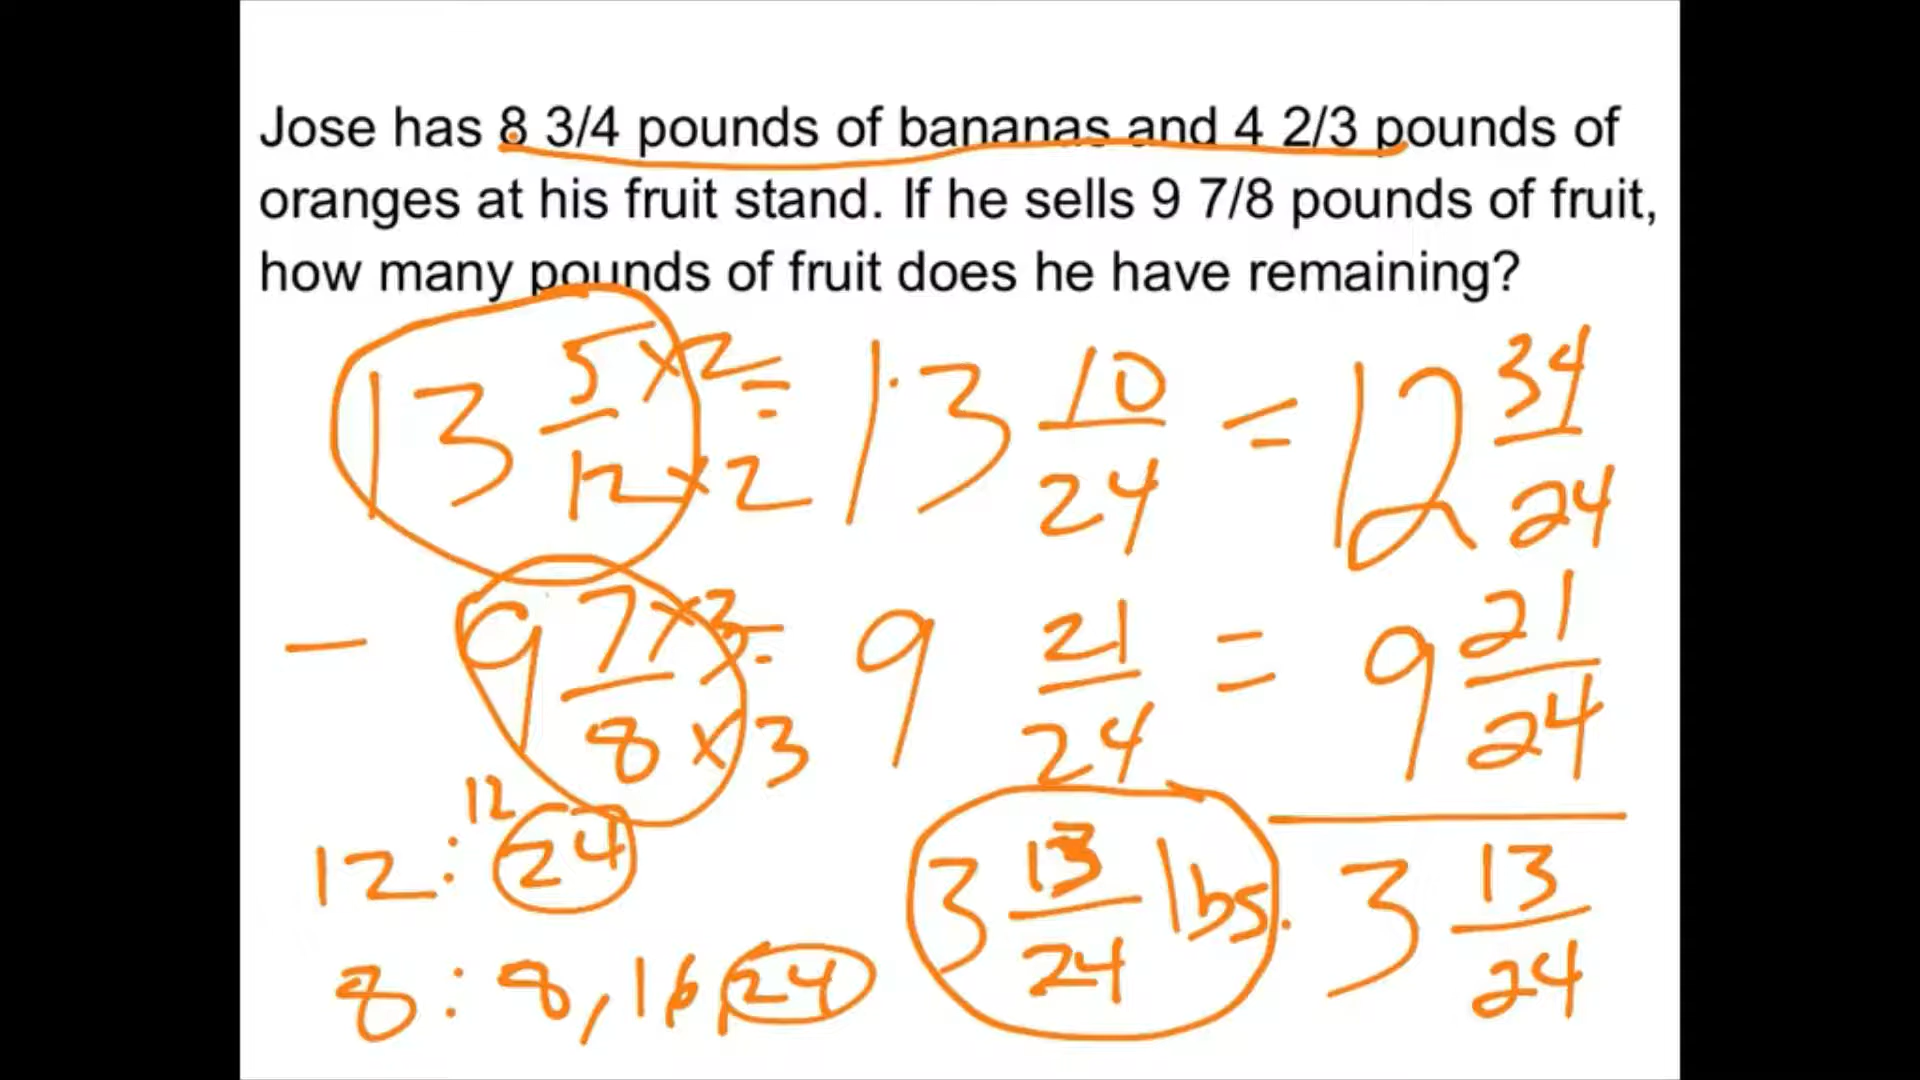 Jose has 8 3/4 pounds of bananas and 4 2/3 pounds of
oranges at his fruit stand. If he sells 9 7/8 pounds of fruit,
how many pounds of fruit does he have remaining?
13 5/12 ×2/×2 = 13 10/24 = 12 34/24
− 9 7/8 ×3/×3 = 9 21/24 = 9 21/24
3 13/24
12: 12 24
8: 8, 16, 24
3 13/24 lbs.